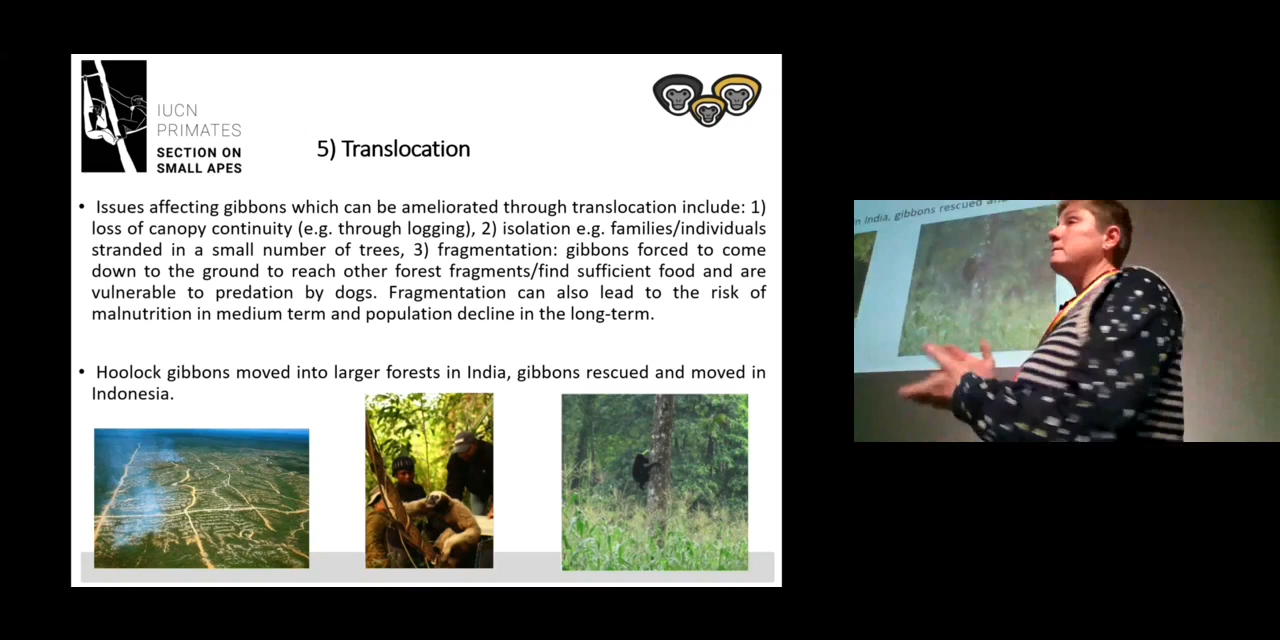 IUCN
PRIMATES
SECTION ON
SMALL APES
5) Translocation
• Issues affecting gibbons which can be ameliorated through translocation include: 1)
loss of canopy continuity (e.g. through logging), 2) isolation e.g. families/individuals
stranded in a small number of trees, 3) fragmentation: gibbons forced to come
down to the ground to reach other forest fragments/find sufficient food and are
vulnerable to predation by dogs. Fragmentation can also lead to the risk of
malnutrition in medium term and population decline in the long-term.
• Hoolock gibbons moved into larger forests in India, gibbons rescued and moved in
Indonesia.
in India, gibbons rescued an